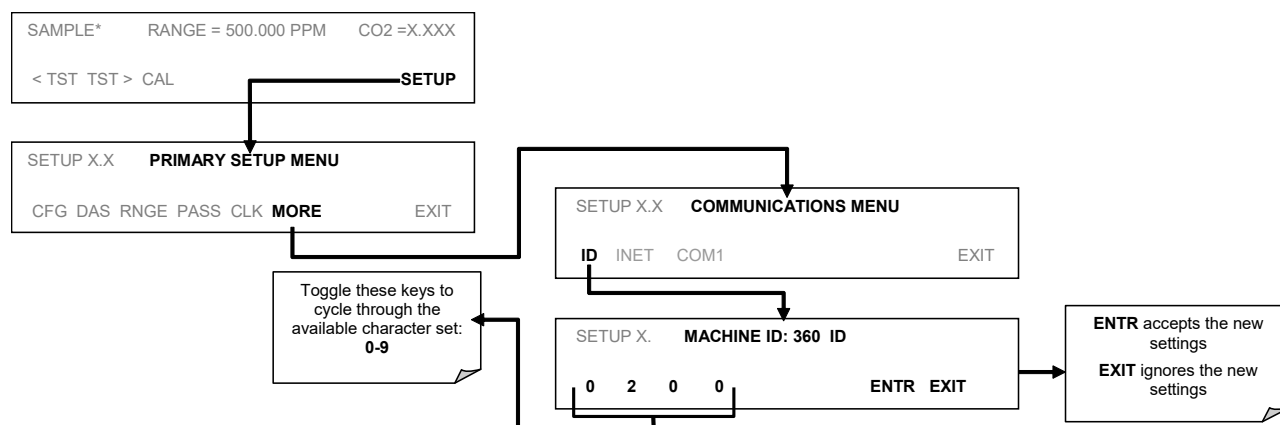 SAMPLE* RANGE = 500.000 PPM CO2 =X.XXX
< TST TST > CAL SETUP
SETUP X.X PRIMARY SETUP MENU
CFG DAS RNGE PASS CLK MORE EXIT
SETUP X.X COMMUNICATIONS MENU
ID INET COM1 EXIT
Toggle these keys to
cycle through the
available character set:
0-9
SETUP X. MACHINE ID: 360 ID
0 2 0 0 ENTR EXIT
ENTR accepts the new
settings
EXIT ignores the new
settings